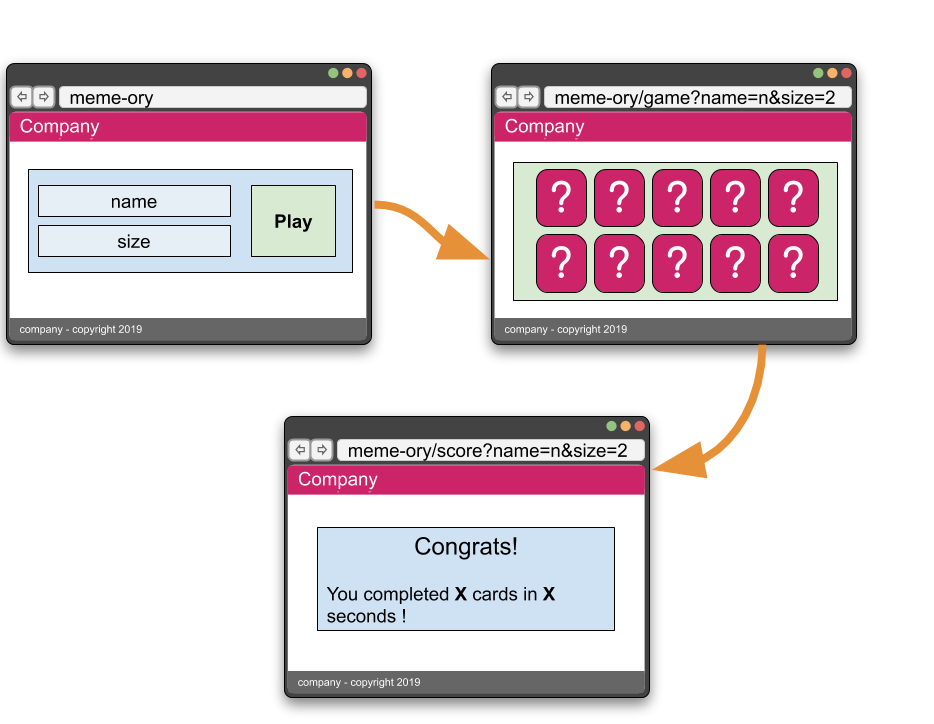 meme-ory
Company
name
size
Play
company - copyright 2019
meme-ory/game?name=n&size=2
Company
? ? ? ? ?
? ? ? ? ?
company - copyright 2019
meme-ory/score?name=n&size=2
Company
Congrats!
You completed X cards in X
seconds !
company - copyright 2019